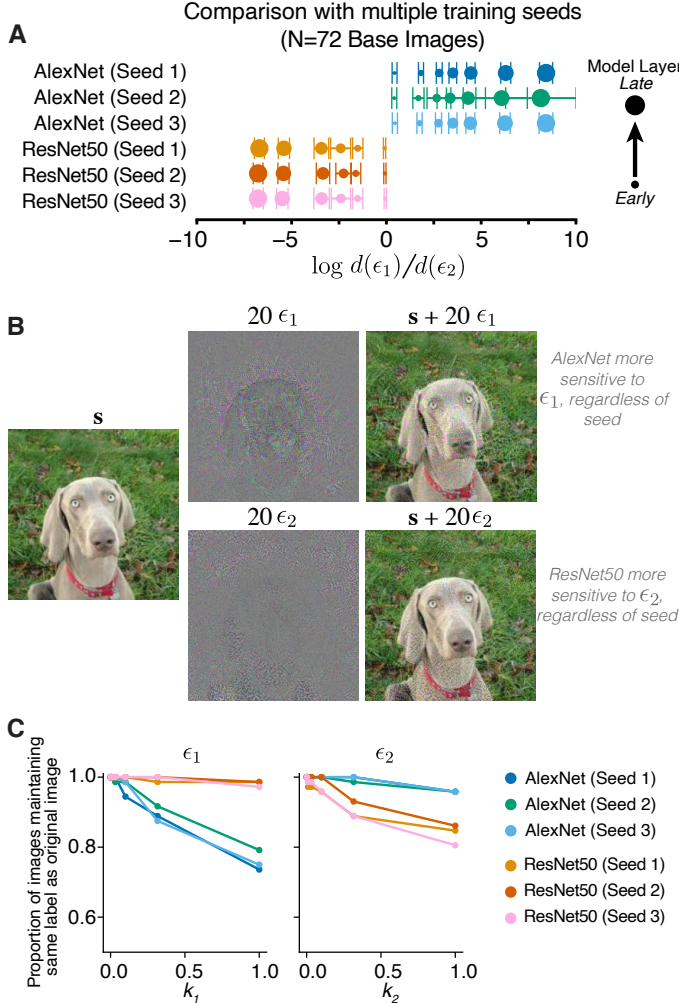 A
Comparison with multiple training seeds
(N=72 Base Images)
AlexNet (Seed 1)
AlexNet (Seed 2)
AlexNet (Seed 3)
ResNet50 (Seed 1)
ResNet50 (Seed 2)
ResNet50 (Seed 3)
Model Layer
Late
Early
−10 −5 0 5 10
log d(ϵ₁)/d(ϵ₂)
B
20 ϵ₁ s + 20 ϵ₁
s
AlexNet more
sensitive to
ϵ₁, regardless of
seed
20 ϵ₂ s + 20ϵ₂
ResNet50 more
sensitive to ϵ₂,
regardless of seed
C
ϵ₁ ϵ₂
Proportion of images maintaining
same label as original image
1.0 1.0
0.8
0.6 0.6
0.0 1.0 0.0 1.0
k₁ k₂
AlexNet (Seed 1)
AlexNet (Seed 2)
AlexNet (Seed 3)
ResNet50 (Seed 1)
ResNet50 (Seed 2)
ResNet50 (Seed 3)